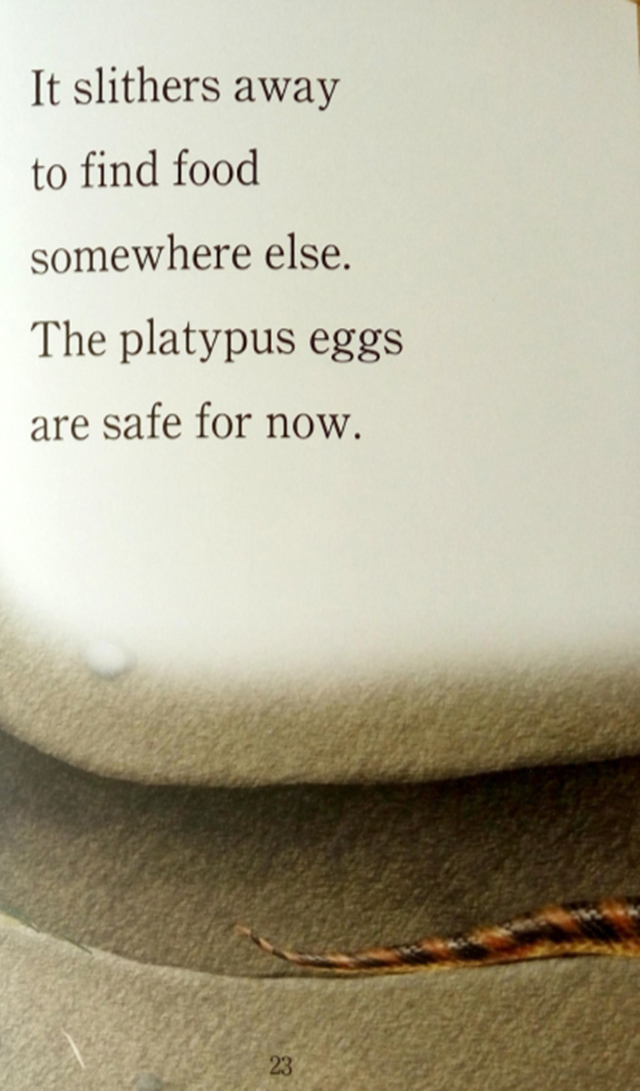 It slithers away
to find food
somewhere else.
The platypus eggs
are safe for now.
23